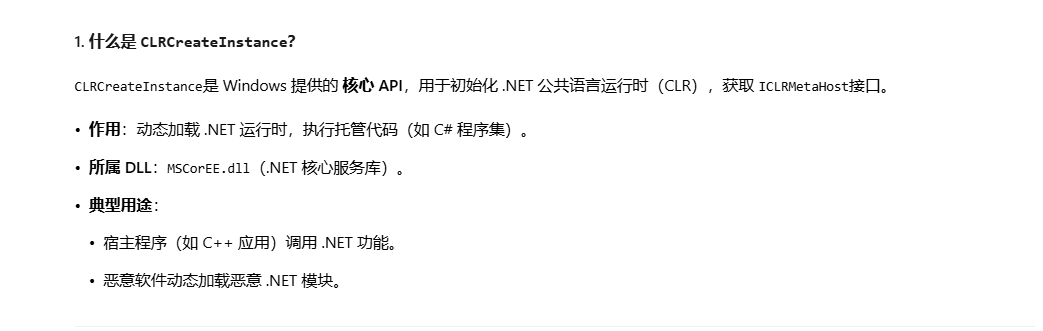 1. 什么是 CLRCreateInstance？
CLRCreateInstance是 Windows 提供的 核心 API，用于初始化 .NET 公共语言运行时（CLR），获取 ICLRMetaHost接口。
• 作用：动态加载 .NET 运行时，执行托管代码（如 C# 程序集）。
• 所属 DLL：MSCorEE.dll（.NET 核心服务库）。
• 典型用途：
• 宿主程序（如 C++ 应用）调用 .NET 功能。
• 恶意软件动态加载恶意 .NET 模块。